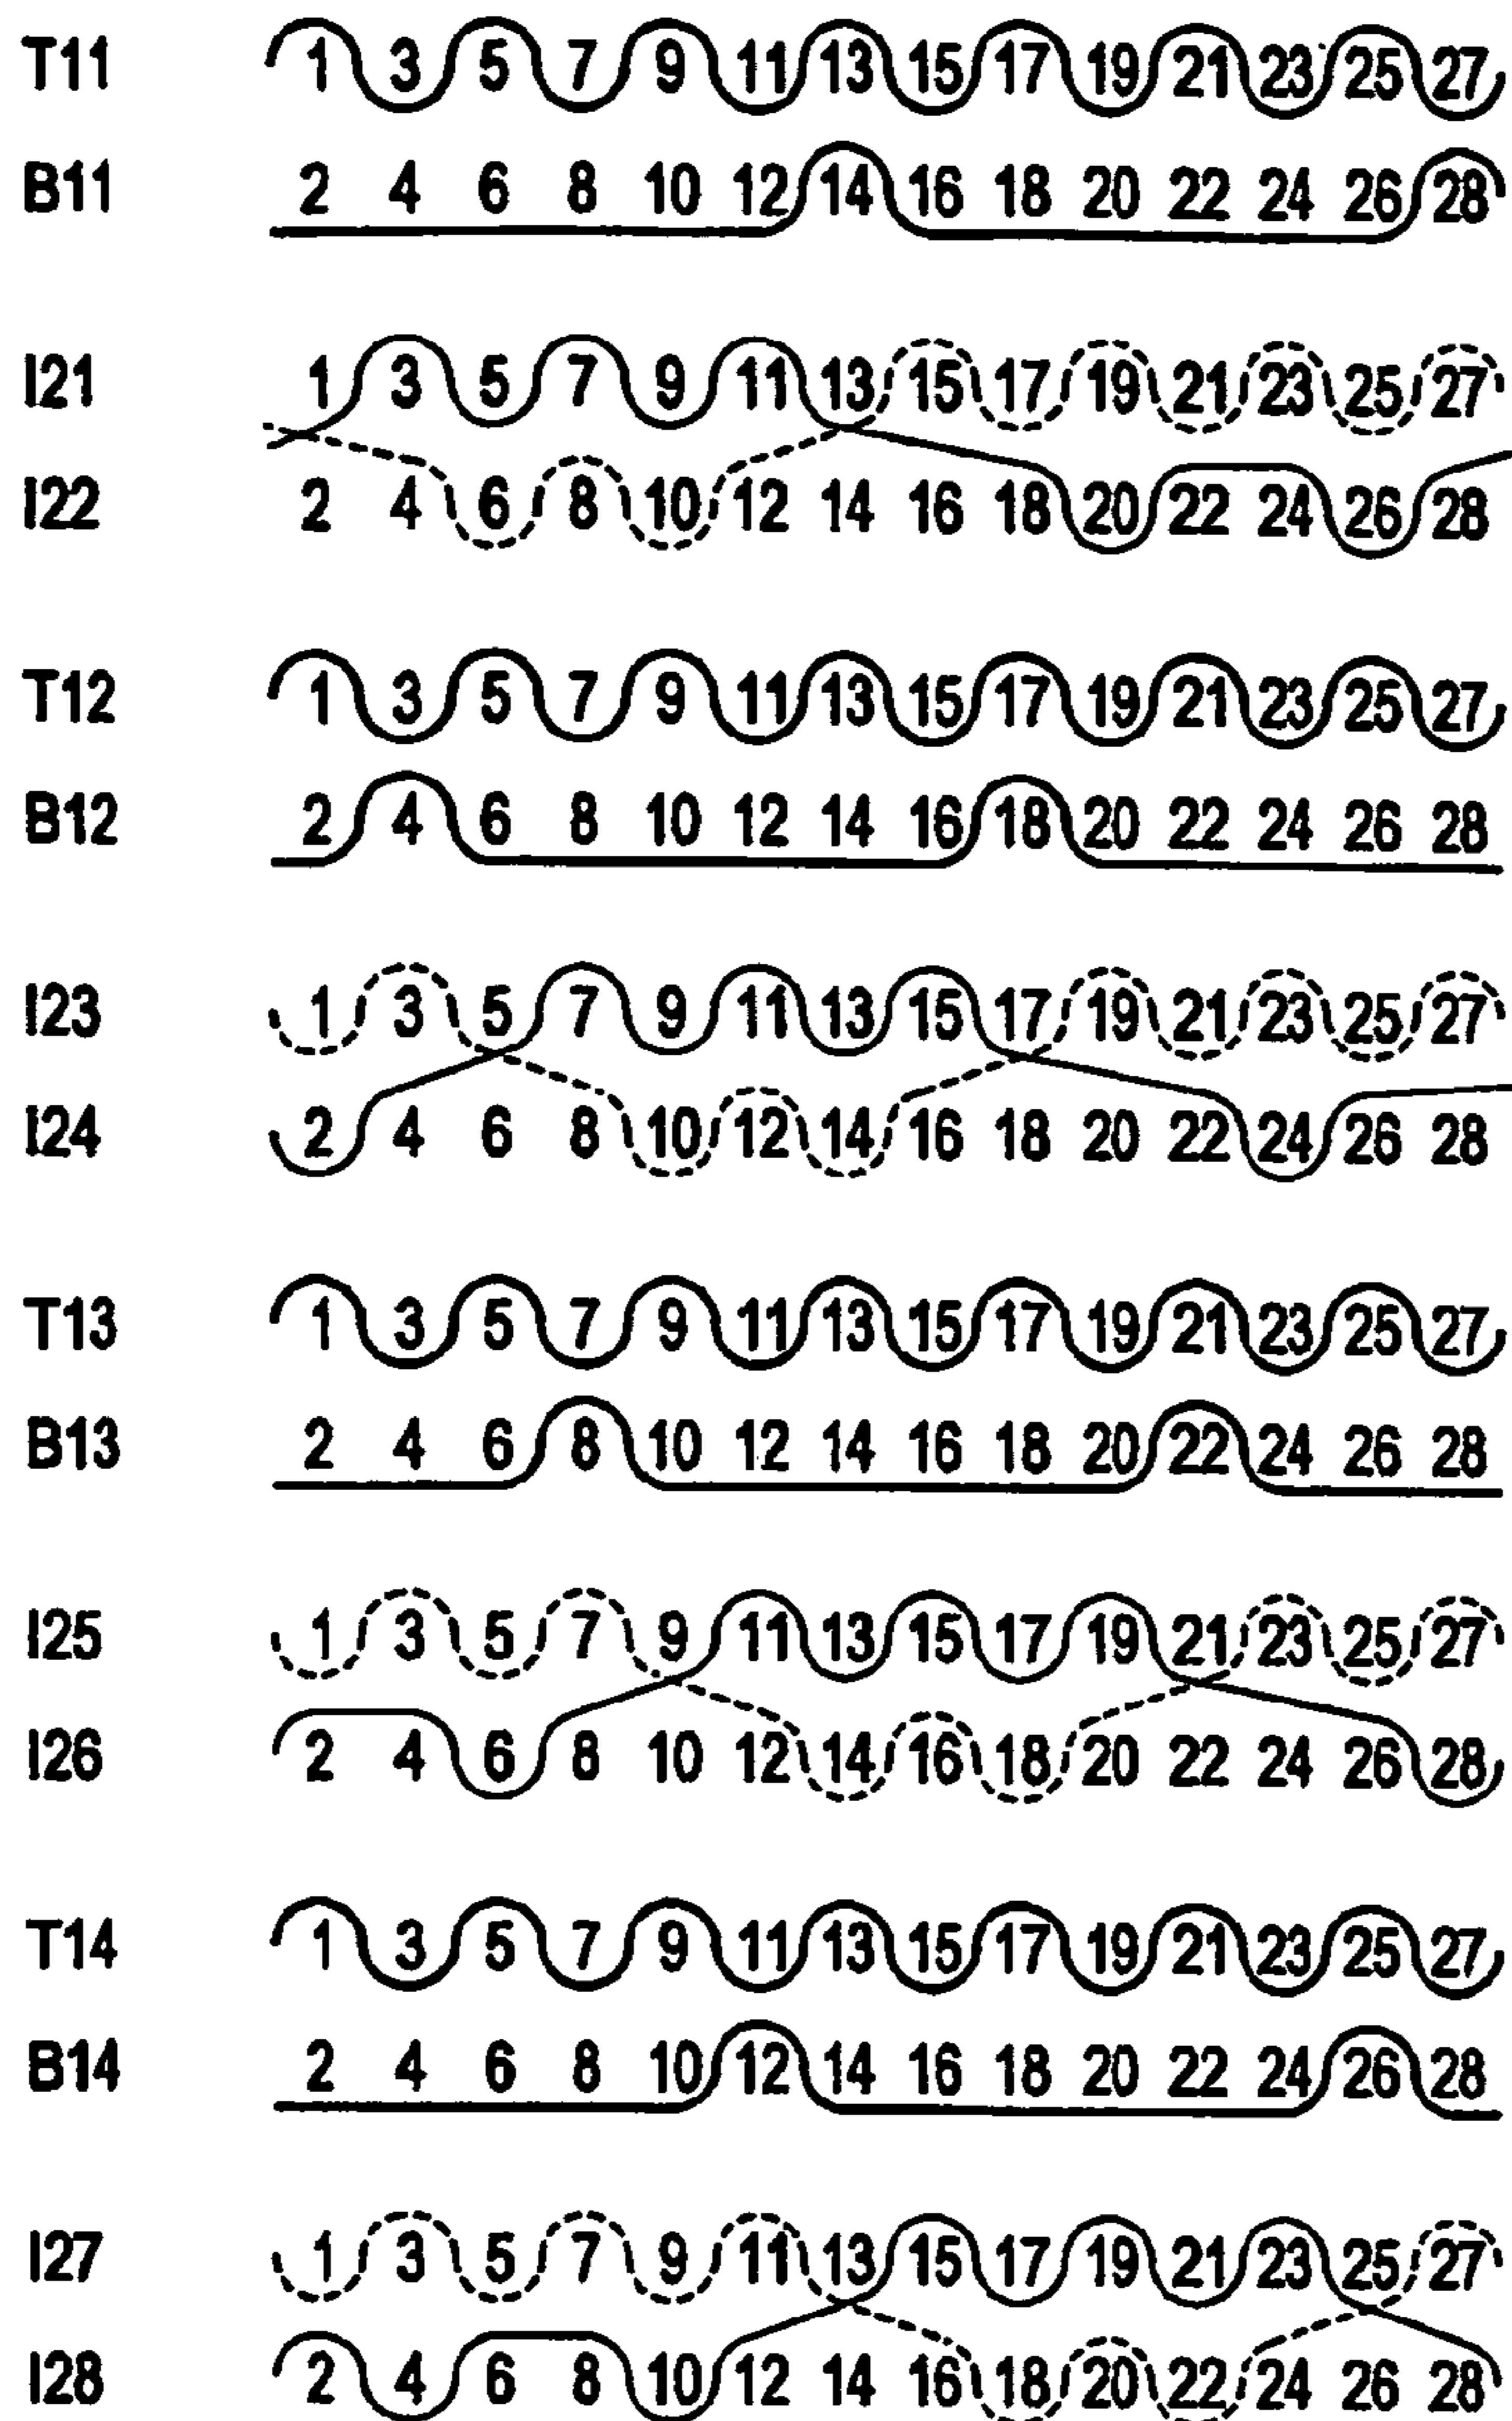 T11 1 3 5 7 9 11 13 15 17 19 21 23 25 27
B11 2 4 6 8 10 12 14 16 18 20 22 24 26 28
I21 1 3 5 7 9 11 13 15 17 19 21 23 25 27
I22 2 4 6 8 10 12 14 16 18 20 22 24 26 28
T12 1 3 5 7 9 11 13 15 17 19 21 23 25 27
B12 2 4 6 8 10 12 14 16 18 20 22 24 26 28
I23 1 3 5 7 9 11 13 15 17 19 21 23 25 27
I24 2 4 6 8 10 12 14 16 18 20 22 24 26 28
T13 1 3 5 7 9 11 13 15 17 19 21 23 25 27
B13 2 4 6 8 10 12 14 16 18 20 22 24 26 28
I25 1 3 5 7 9 11 13 15 17 19 21 23 25 27
I26 2 4 6 8 10 12 14 16 18 20 22 24 26 28
T14 1 3 5 7 9 11 13 15 17 19 21 23 25 27
B14 2 4 6 8 10 12 14 16 18 20 22 24 26 28
I27 1 3 5 7 9 11 13 15 17 19 21 23 25 27
I28 2 4 6 8 10 12 14 16 18 20 22 24 26 28